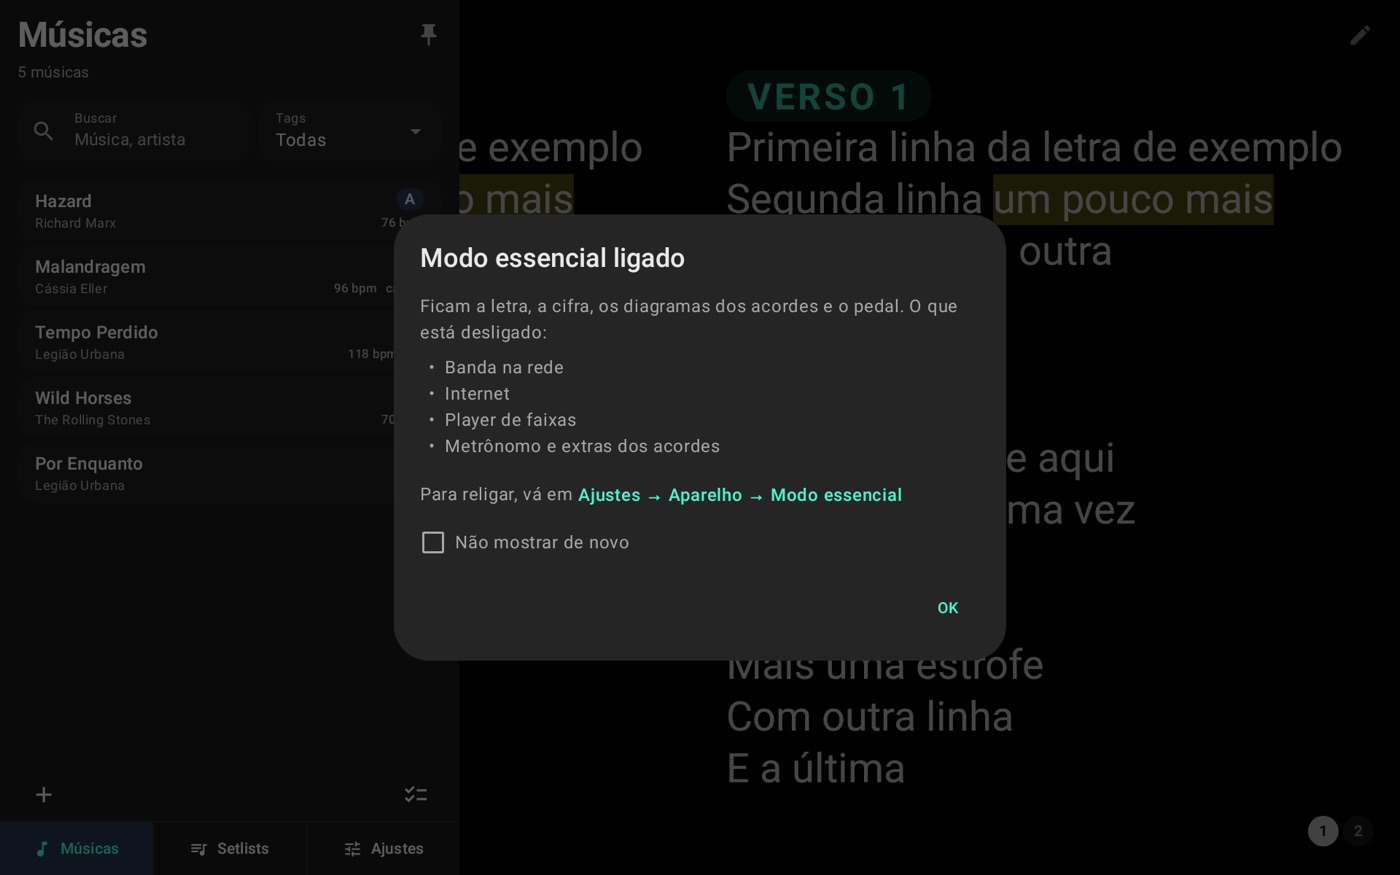 Músicas
5 músicas
Buscar
Música, artista
Tags
Todas
Hazard
A
Richard Marx
76 b
Malandragem
Cássia Eller
96 bpm c
Tempo Perdido
Legião Urbana
118 bpm
Wild Horses
The Rolling Stones
70
Por Enquanto
Legião Urbana
Músicas
Setlists
Ajustes
e exemplo
o mais
VERSO 1
Primeira linha da letra de exemplo
Segunda linha um pouco mais
outra
e aqui
ma vez
Mais uma estrofe
Com outra linha
E a última
1
2
Modo essencial ligado
Ficam a letra, a cifra, os diagramas dos acordes e o pedal. O que
está desligado:
• Banda na rede
• Internet
• Player de faixas
• Metrônomo e extras dos acordes
Para religar, vá em Ajustes → Aparelho → Modo essencial
Não mostrar de novo
OK